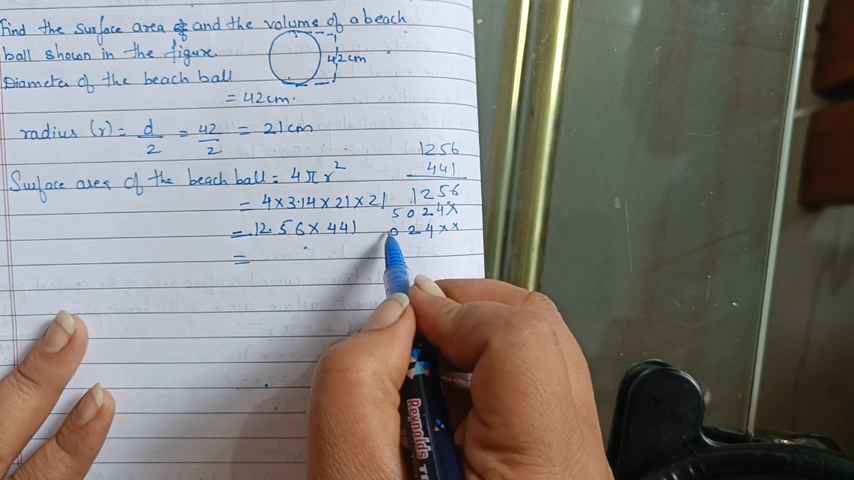 Find the surface area of and the volume of a beach
ball shown in the figure.
42cm
Diameter of the beach ball
= 42cm.
radius (r) = d/2 = 42/2 = 21cm
Surface area of the beach ball = 4πr²
= 4×3.14×21×21
= 12.56×441
=
1256
441
1256
5024×
024××
Reynolds